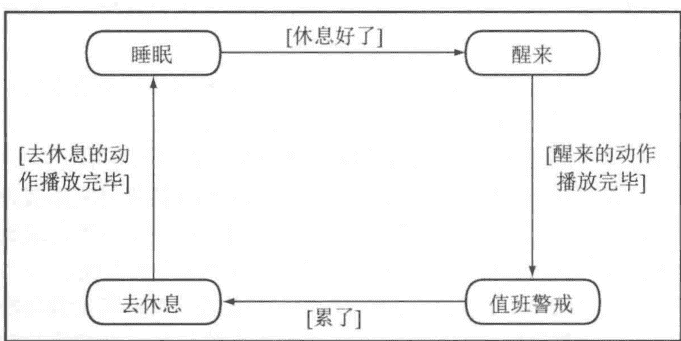 睡眠
[休息好了]
醒来
[去休息的动
作播放完毕]
[醒来的动作
播放完毕]
去休息
[累了]
值班警戒